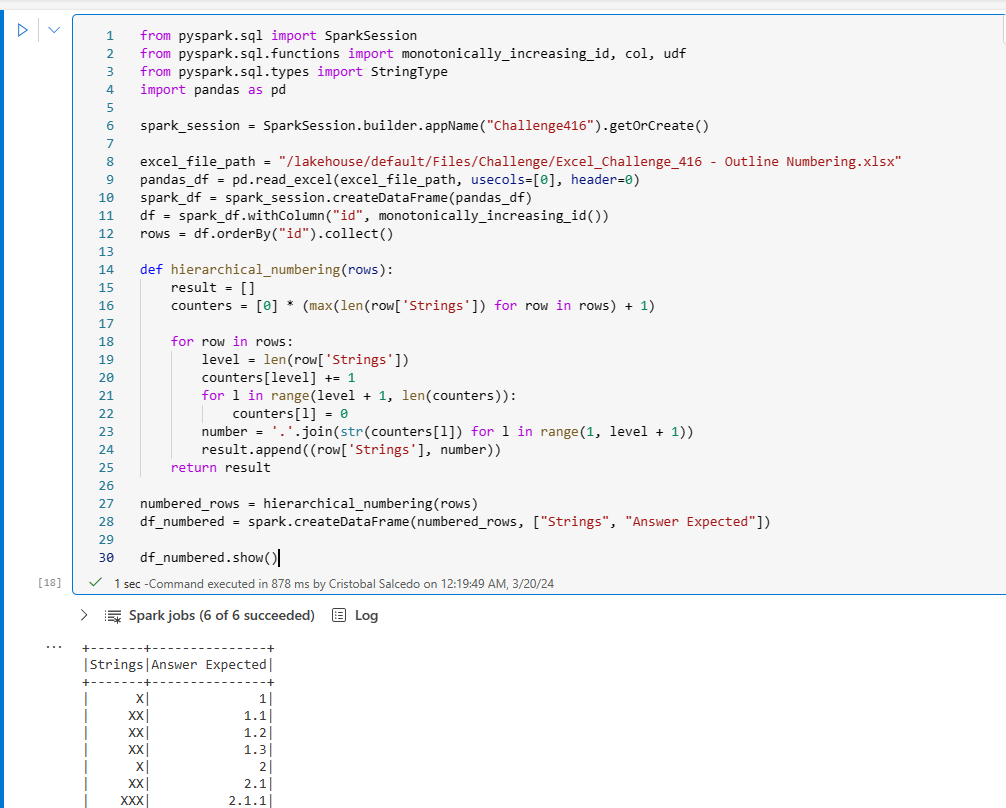 1 from pyspark.sql import SparkSession
2 from pyspark.sql.functions import monotonically_increasing_id, col, udf
3 from pyspark.sql.types import StringType
4 import pandas as pd
5
6 spark_session = SparkSession.builder.appName("Challenge416").getOrCreate()
7
8 excel_file_path = "/lakehouse/default/Files/Challenge/Excel_Challenge_416 - Outline Numbering.xlsx"
9 pandas_df = pd.read_excel(excel_file_path, usecols=[0], header=0)
10 spark_df = spark_session.createDataFrame(pandas_df)
11 df = spark_df.withColumn("id", monotonically_increasing_id())
12 rows = df.orderBy("id").collect()
13
14 def hierarchical_numbering(rows):
15     result = []
16     counters = [0] * (max(len(row['Strings']) for row in rows) + 1)
17
18     for row in rows:
19         level = len(row['Strings'])
20         counters[level] += 1
21         for l in range(level + 1, len(counters)):
22             counters[l] = 0
23         number = '.'.join(str(counters[l]) for l in range(1, level + 1))
24         result.append((row['Strings'], number))
25     return result
26
27 numbered_rows = hierarchical_numbering(rows)
28 df_numbered = spark.createDataFrame(numbered_rows, ["Strings", "Answer Expected"])
29
30 df_numbered.show()
[18] 1 sec -Command executed in 878 ms by Cristobal Salcedo on 12:19:49 AM, 3/20/24
Spark jobs (6 of 6 succeeded) Log
+-------+---------------+
|Strings|Answer Expected|
+-------+---------------+
|      X|              1|
|     XX|            1.1|
|     XX|            1.2|
|     XX|            1.3|
|      X|              2|
|     XX|            2.1|
|    XXX|          2.1.1|